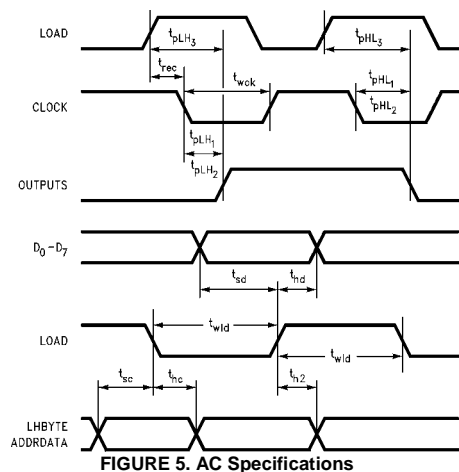 LOAD
tpLH3
tpHL3
trec
twck
tpHL1
CLOCK
tpHL2
tpLH1
tpLH2
OUTPUTS
D0-D7
tsd
thd
LOAD
twld
twld
tsc
thc
th2
LHBYTE
ADDRDATA
FIGURE 5. AC Specifications